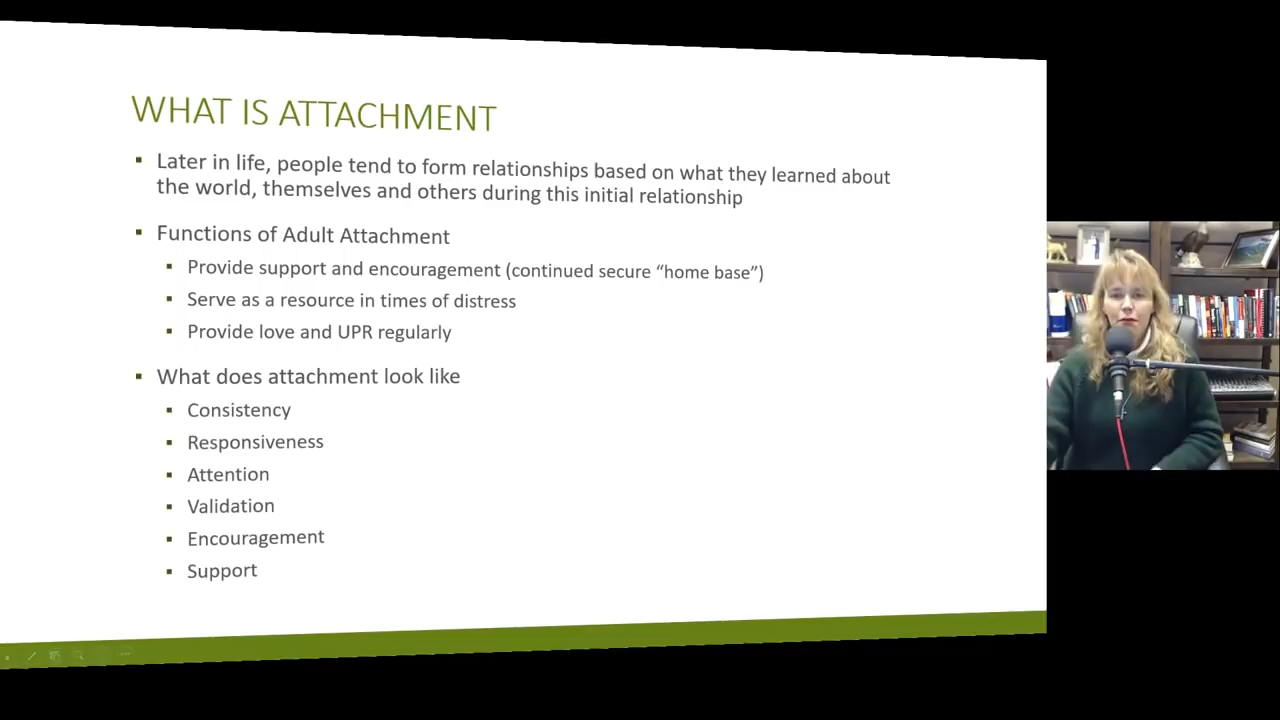 WHAT IS ATTACHMENT
Later in life, people tend to form relationships based on what they learned about
the world, themselves and others during this initial relationship
Functions of Adult Attachment
Provide support and encouragement (continued secure “home base”)
Serve as a resource in times of distress
Provide love and UPR regularly
What does attachment look like
Consistency
Responsiveness
Attention
Validation
Encouragement
Support